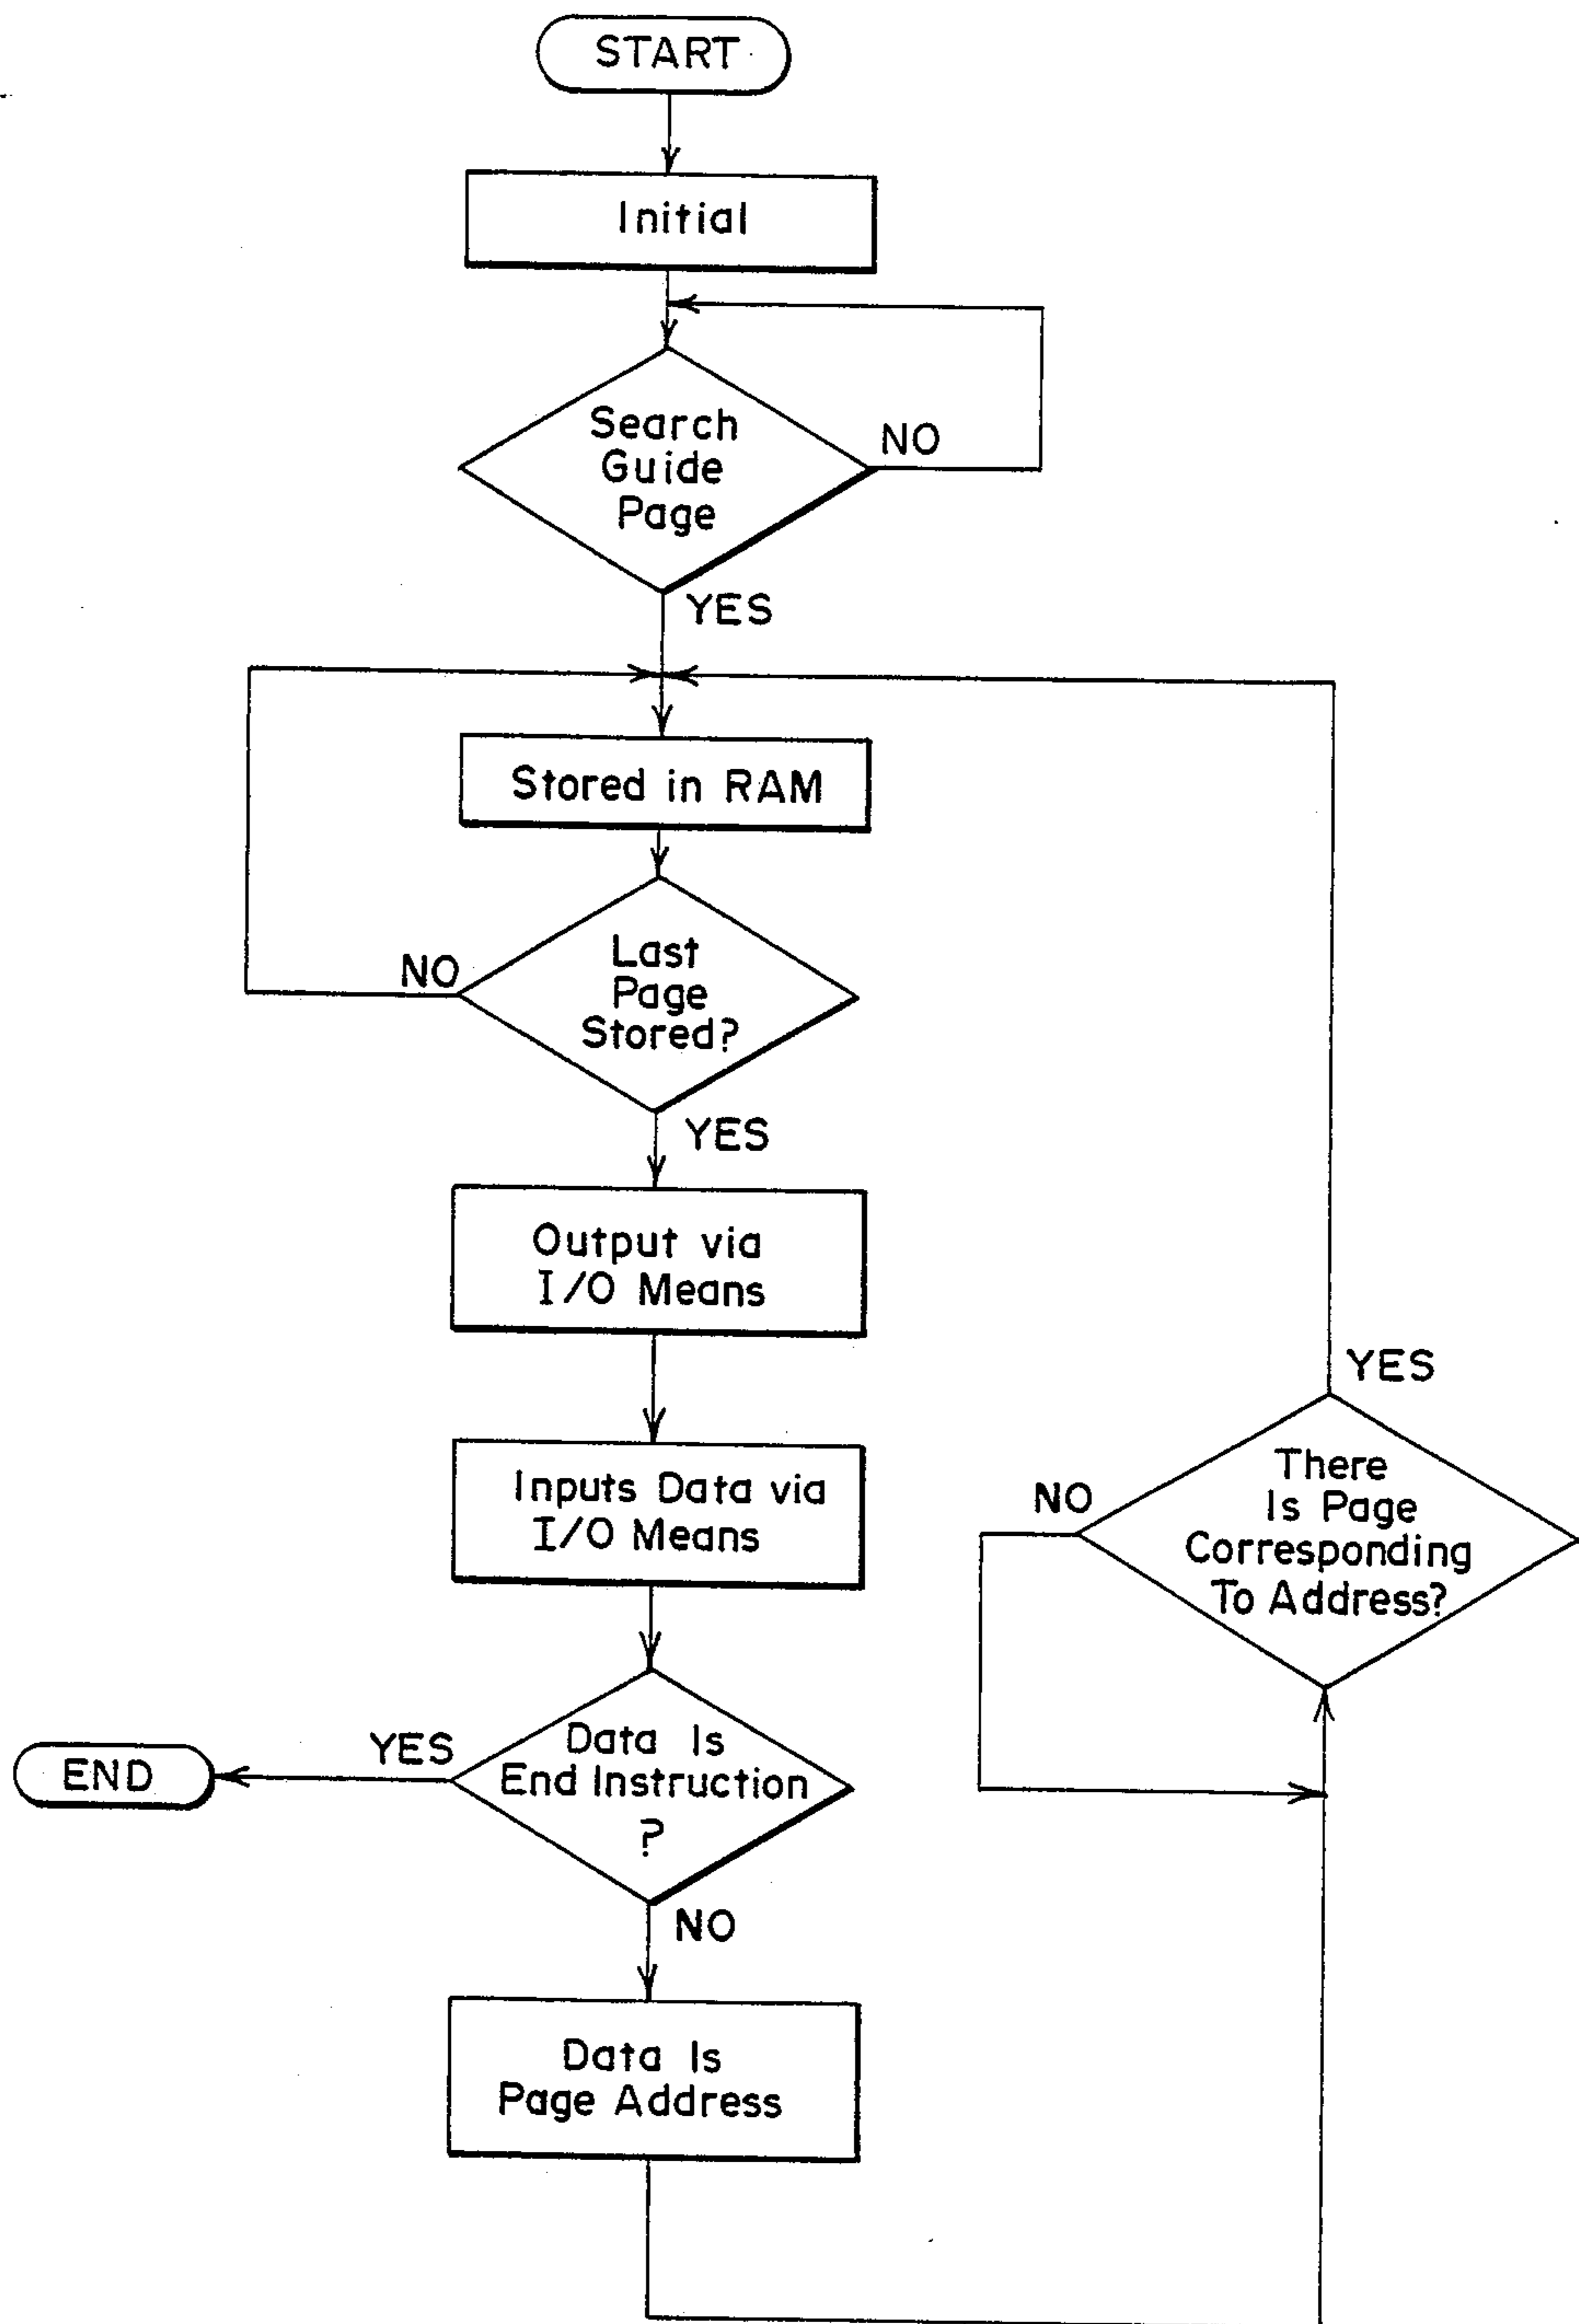 START
Initial
Search
Guide
Page
NO
YES
Stored in RAM
Last
Page
Stored?
NO
YES
Output via
I/O Means
Inputs Data via
I/O Means
Data Is
End Instruction
?
YES
END
NO
Data Is
Page Address
There
Is Page
Corresponding
To Address?
NO
YES